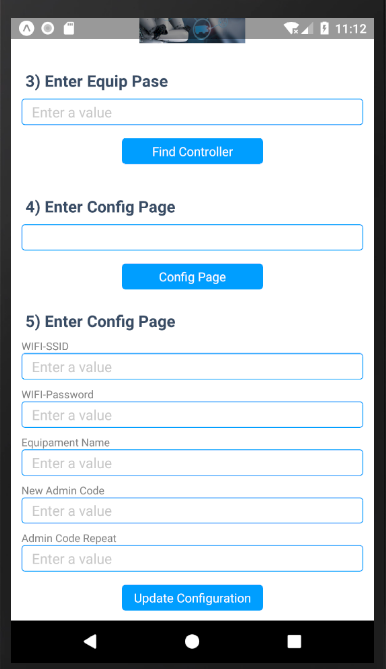 11:12
3) Enter Equip Pase
Enter a value
Find Controller
4) Enter Config Page
Config Page
5) Enter Config Page
WIFI-SSID
Enter a value
WIFI-Password
Enter a value
Equipament Name
Enter a value
New Admin Code
Enter a value
Admin Code Repeat
Enter a value
Update Configuration